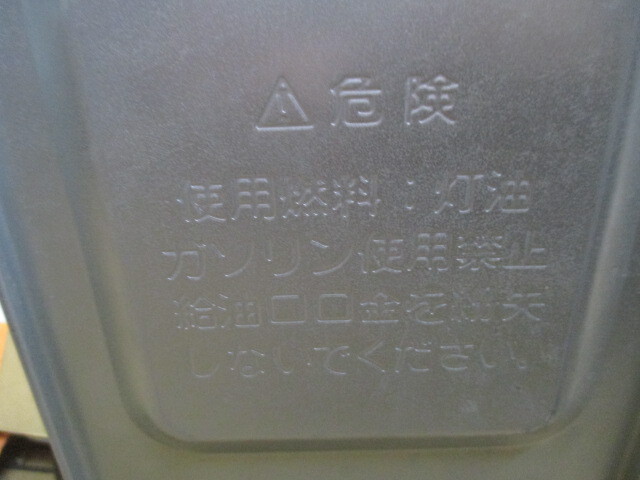 ⚠危険
使用燃料：灯油
ガソリン使用禁止
給油口口金を紛失
しないでください。